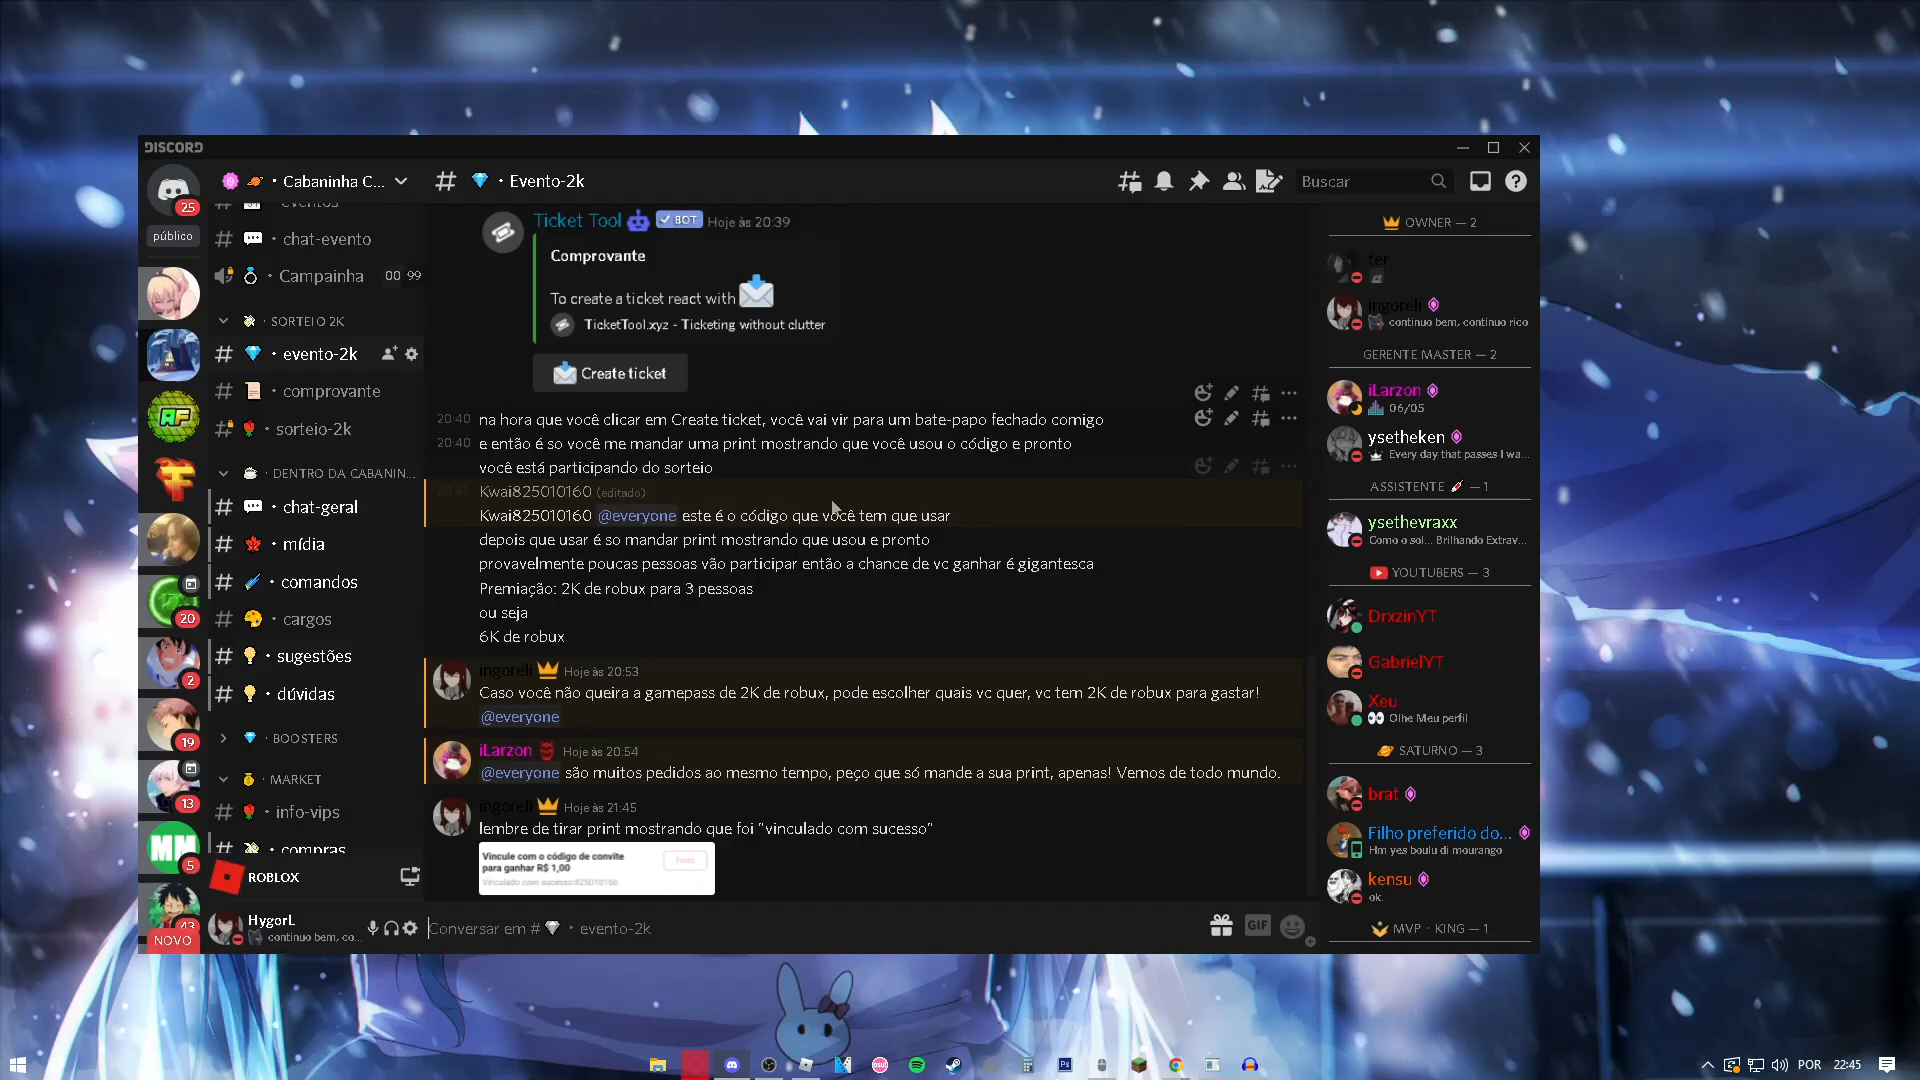 DISCORD
25
público
20
2
19
13
5
43
NOVO
• Cabaninha C...
eventos
chat-evento
• Campainha 00 99
• SORTEIO 2K
• evento-2k
• comprovante
• sorteio-2k
• DENTRO DA CABANIN...
• chat-geral
• mídia
• comandos
• cargos
• sugestões
• dúvidas
• BOOSTERS
• MARKET
• info-vips
• compras
ROBLOX
HygorL
continuo bem, co...
# • Evento-2k
Buscar
Ticket Tool BOT Hoje às 20:39
Comprovante
To create a ticket react with
TicketTool.xyz - Ticketing without clutter
Create ticket
20:40 na hora que você clicar em Create ticket, você vai vir para um bate-papo fechado comigo
20:40 e então é so você me mandar uma print mostrando que você usou o código e pronto
você está participando do sorteio
20:41 Kwai825010160 (editado)
Kwai825010160 @everyone este é o código que você tem que usar
depois que usar é so mandar print mostrando que usou e pronto
provavelmente poucas pessoas vão participar então a chance de vc ganhar é gigantesca
Premiação: 2K de robux para 3 pessoas
ou seja
6K de robux
ingoreli Hoje às 20:53
Caso você não queira a gamepass de 2K de robux, pode escolher quais vc quer, vc tem 2K de robux para gastar!
@everyone
iLarzon Hoje às 20:54
@everyone são muitos pedidos ao mesmo tempo, peço que só mande a sua print, apenas! Vemos de todo mundo.
ingoreli Hoje às 21:45
lembre de tirar print mostrando que foi "vinculado com sucesso"
Vincule com o código de convite
para ganhar R$ 1,00
Feito
Vinculado com sucesso:825010160
Conversar em # • evento-2k
GIF
OWNER — 2
fer
ingoreli
continuo bem, continuo rico
GERENTE MASTER — 2
iLarzon
06/05
ysetheken
Every day that passes I wa...
ASSISTENTE — 1
ysethevraxx
Como o sol... Brilhando Extrav...
YOUTUBERS — 3
DrxzinYT
GabrielYT
Xeu
Olhe Meu perfil
SATURNO — 3
brat
Filho preferido do...
Hm yes boulu di mourango
kensu
ok.
MVP • KING — 1
osu!
Ps
POR
22:45